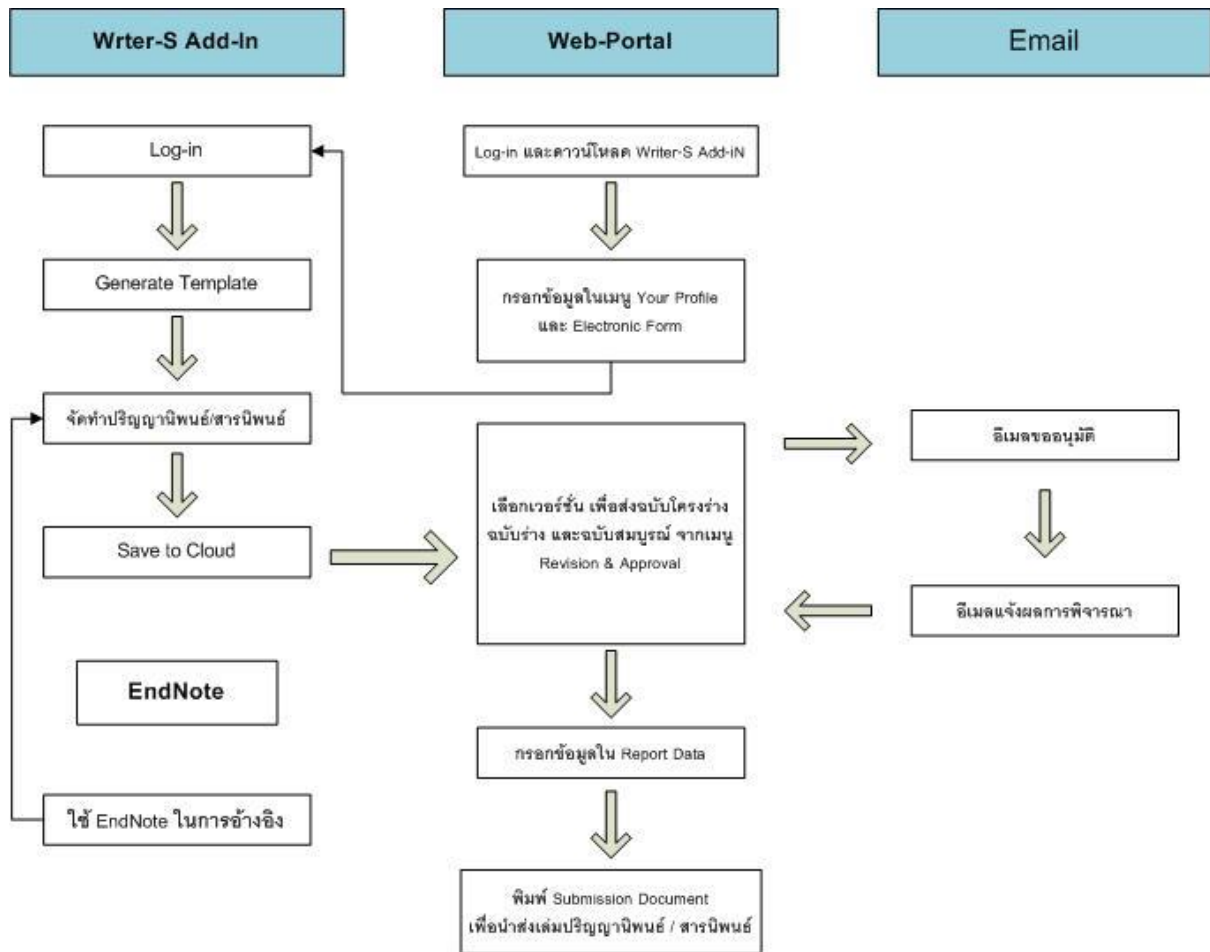 Wrter-S Add-In
Web-Portal
Email
Log-in
Log-in และดาวน์โหลด Writer-S Add-iN
Generate Template
กรอกข้อมูลในเมนู Your Profile
และ Electronic Form
จัดทำปริญญานิพนธ์/สารนิพนธ์
อีเมลขออนุมัติ
เลือกเวอร์ชั่น เพื่อส่งฉบับโครงร่าง
ฉบับร่าง และฉบับสมบูรณ์ จากเมนู
Revision & Approval
Save to Cloud
อีเมลแจ้งผลการพิจารณา
EndNote
กรอกข้อมูลใน Report Data
ใช้ EndNote ในการอ้างอิง
พิมพ์ Submission Document
เพื่อนำส่งเล่มปริญญานิพนธ์ / สารนิพนธ์